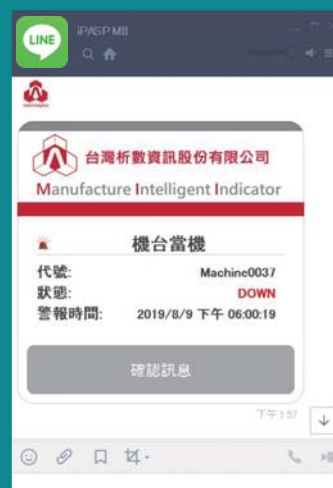 LINE
iPASP MII
台灣析數資訊股份有限公司
Manufacture Intelligent Indicator
機台當機
代號: Machine0037
狀態: DOWN
警報時間: 2019/8/9 下午 06:00:19
確認訊息
下午 1:57